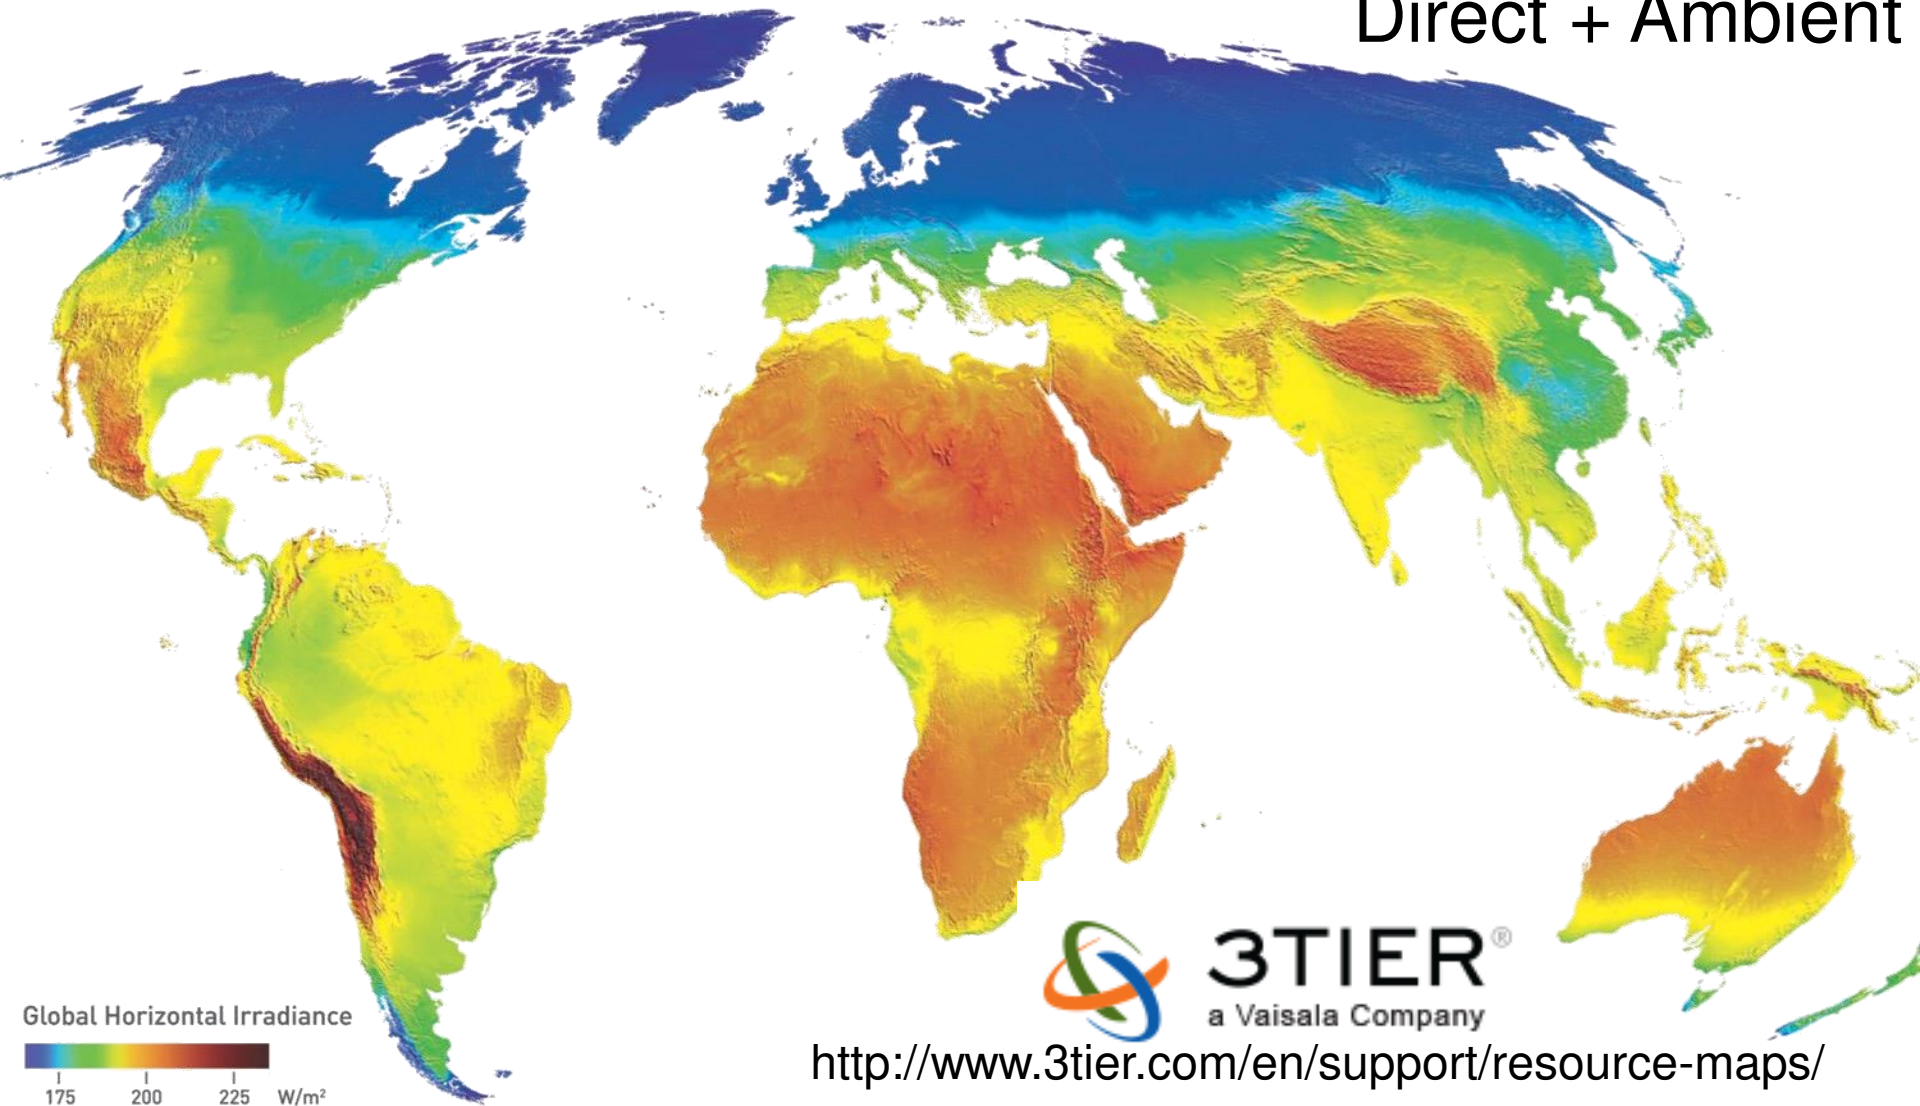 Direct + Ambient
3TIER®
a Vaisala Company
Global Horizontal Irradiance
175 200 225 W/m²
http://www.3tier.com/en/support/resource-maps/